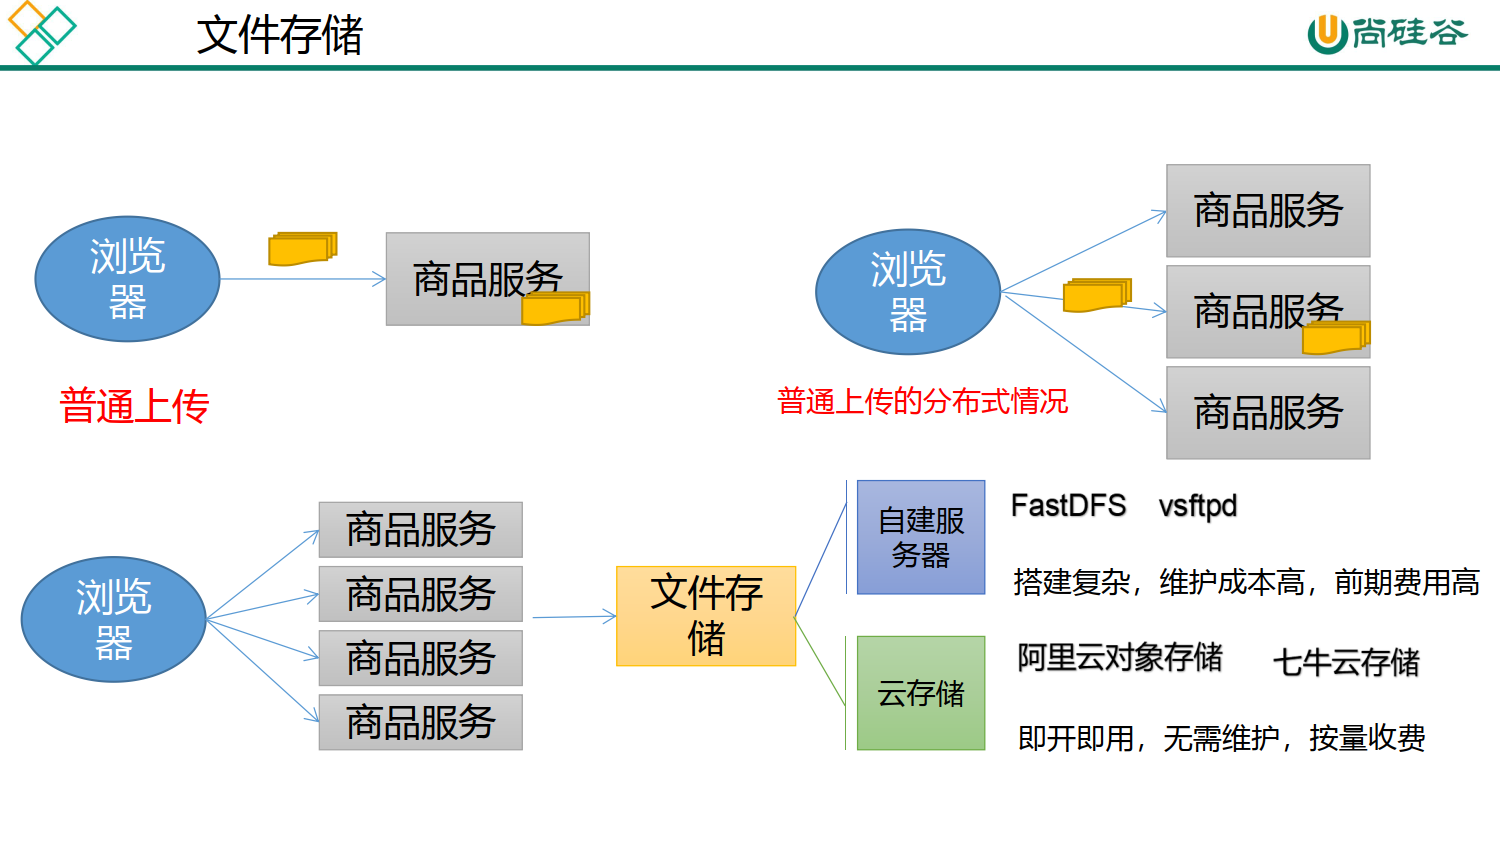 文件存储
尚硅谷
浏览
器
商品服务
普通上传
浏览
器
商品服务
商品服务
商品服务
普通上传的分布式情况
浏览
器
商品服务
商品服务
商品服务
商品服务
文件存
储
自建服
务器
FastDFS vsftpd
搭建复杂，维护成本高，前期费用高
云存储
阿里云对象存储 七牛云存储
即开即用，无需维护，按量收费